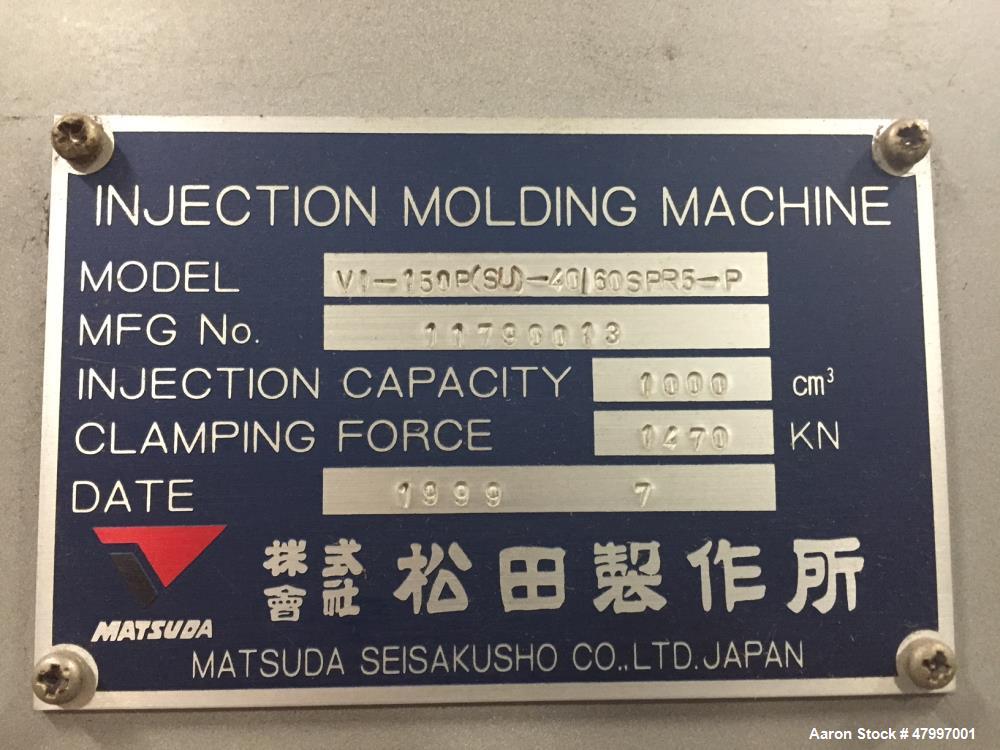 INJECTION MOLDING MACHINE
MODEL VI-150P(SU)-40/60SPR5-P
MFG No. 11790013
INJECTION CAPACITY 1000 cm³
CLAMPING FORCE 1470 KN
DATE 1999 7
株式會社 松田製作所
MATSUDA
MATSUDA SEISAKUSHO CO.,LTD.JAPAN
Aaron Stock # 47997001